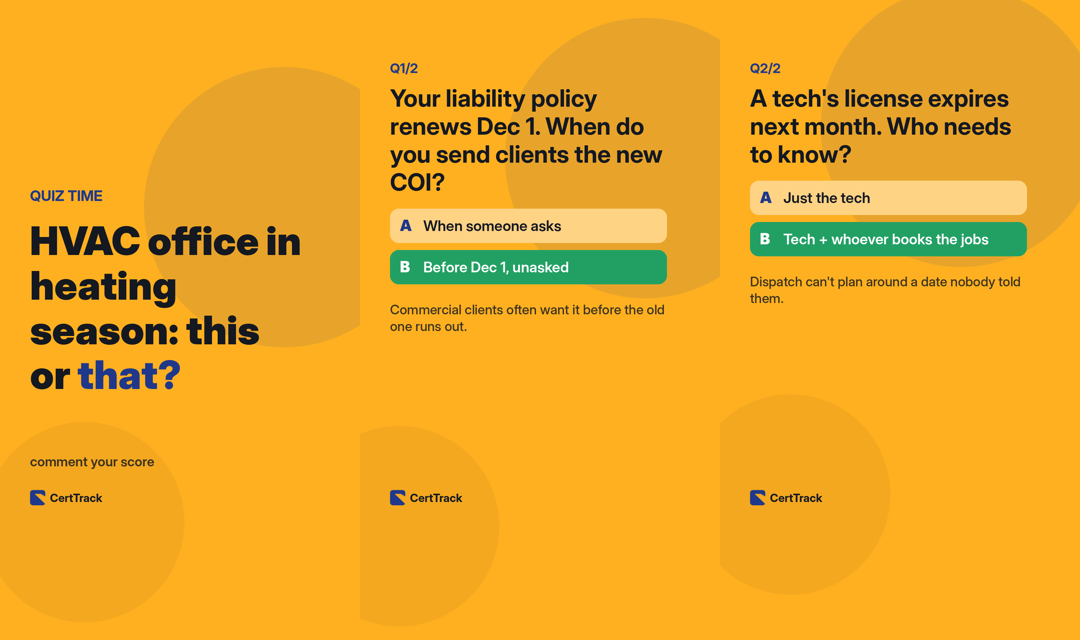 QUIZ TIME
HVAC office in
heating
season: this
or that?
comment your score
CertTrack
Q1/2
Your liability policy
renews Dec 1. When do
you send clients the new
COI?
A When someone asks
B Before Dec 1, unasked
Commercial clients often want it before the old
one runs out.
CertTrack
Q2/2
A tech's license expires
next month. Who needs
to know?
A Just the tech
B Tech + whoever books the jobs
Dispatch can't plan around a date nobody told
them.
CertTrack